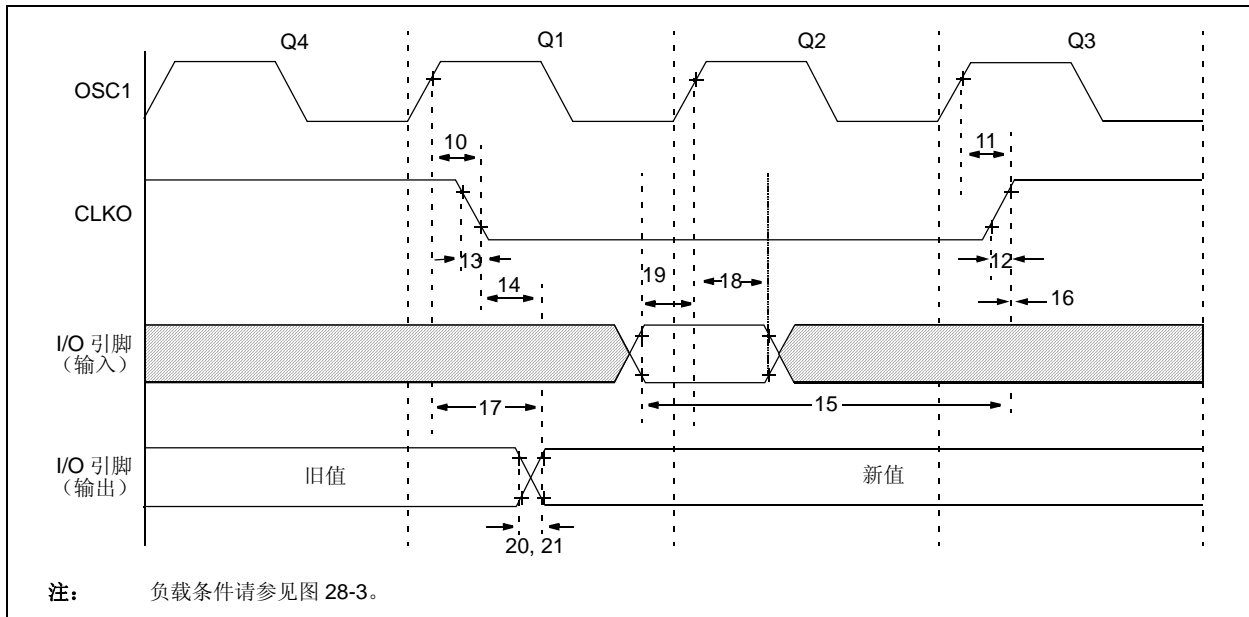 Q4 Q1 Q2 Q3
OSC1
10 11
CLKO
13 12
14 19 18 16
I/O 引脚
（输入）
17 15
I/O 引脚
（输出）
旧值 新值
20, 21
注： 负载条件请参见图 28-3。